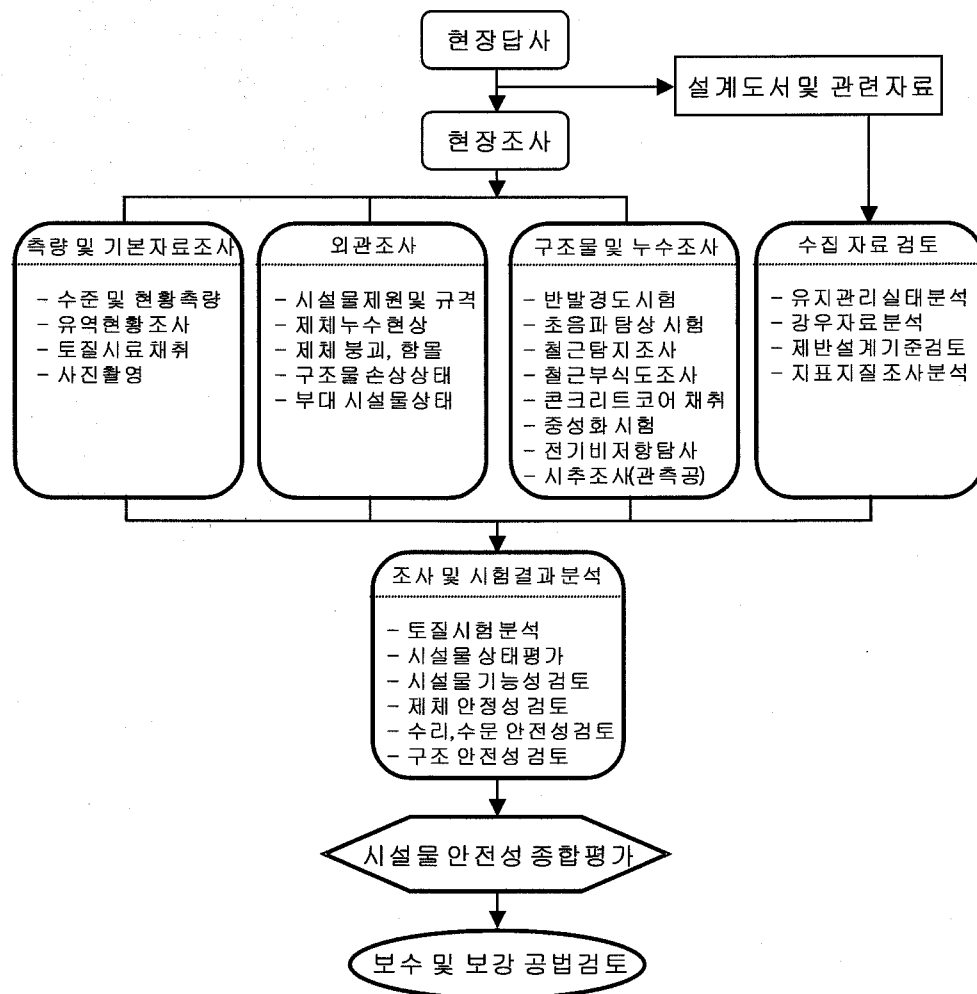 현장답사
설계도서및 관련자료
현장조사
측량 및 기본자료조사
- 수준 및 현황측량
- 유역현황 조사
- 토질시료 채취
- 사진촬영
외관조사
- 시설물제원및 규격
- 제체누수현상
- 제체 붕괴, 함몰
- 구조물 손상상태
- 부대 시설물상태
구조물 및 누수조사
- 반발경도시험
- 초음파 탐상 시험
- 철근탐지조사
- 철근부식도조사
- 콘크리트코어 채취
- 중성화 시험
- 전기비저항탐사
- 시추조사(관측공)
수집 자료 검토
- 유지관리실태분석
- 강우자료분석
- 제반설계기준검토
- 지표지질조사분석
조사 및 시험결과분석
- 토질시험분석
- 시설물 상태평가
- 시설물 기능성 검토
- 제체 안정성 검토
- 수리,수문 안전성검토
- 구조 안전성 검토
시설물 안전성 종합평가
보수 및 보강 공법검토